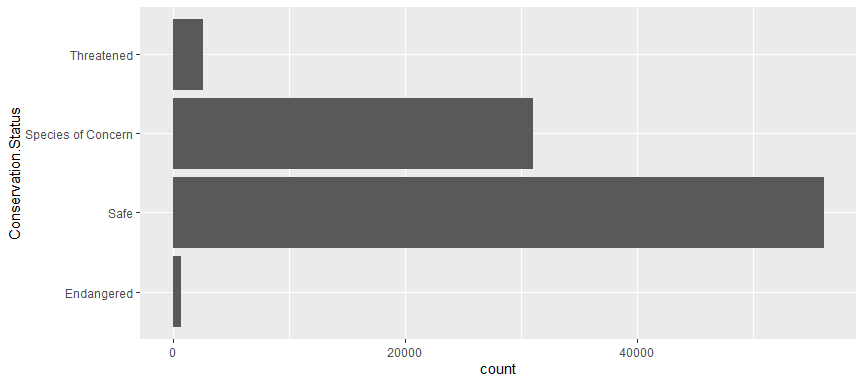 Conservation.Status
Threatened
Species of Concern
Safe
Endangered
0
20000
40000
count